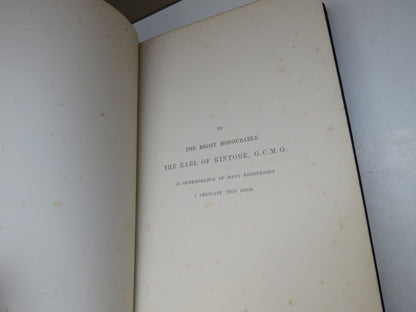 TO
THE RIGHT HONOURABLE
THE EARL OF KINTORE, G.C.M.G.
IN REMEMBRANCE OF MANY KINDNESSES
I DEDICATE THIS BOOK